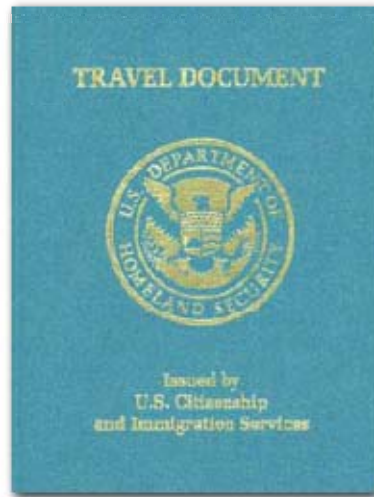 TRAVEL DOCUMENT
U.S. DEPARTMENT OF
HOMELAND SECURITY
Issued by
U.S. Citizenship
and Immigration Services